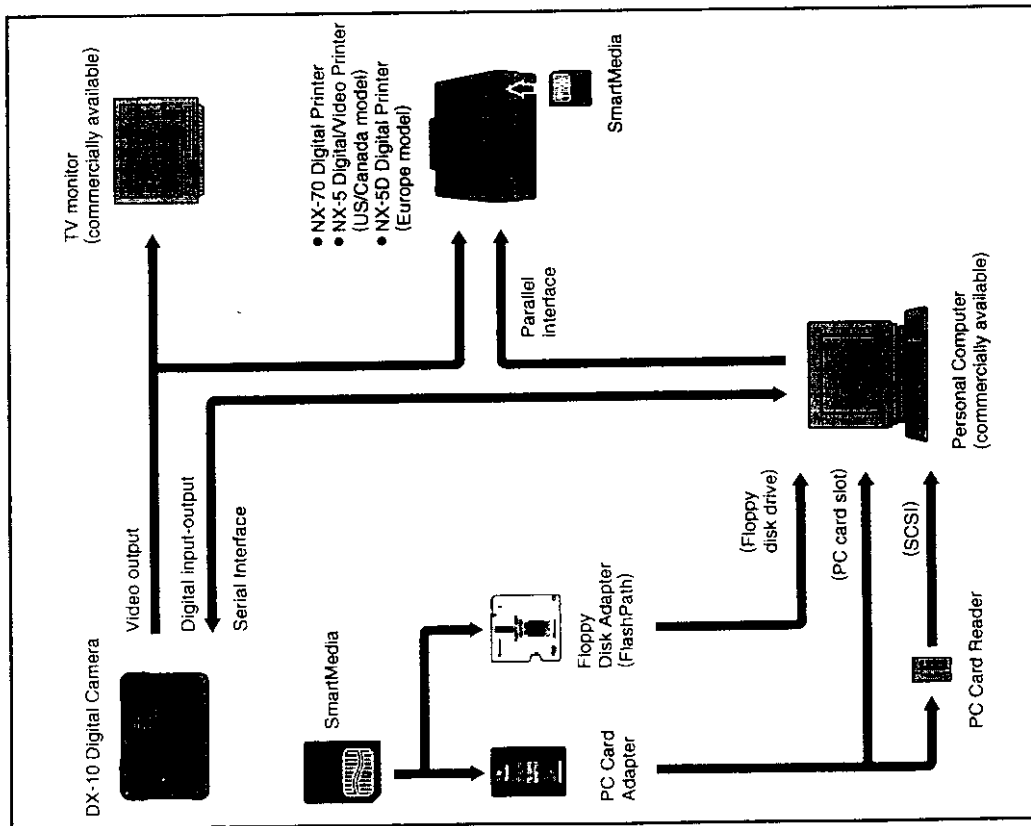 DX-10 Digital Camera
Video output
Digital input-output
Serial Interface
TV monitor
(commercially available)
• NX-70 Digital Printer
• NX-5 Digital/Video Printer
(US/Canada model)
• NX-5D Digital Printer
(Europe model)
SmartMedia
SmartMedia
Parallel
interface
Floppy
Disk Adapter
(FlashPath)
PC Card
Adapter
(Floppy
disk drive)
(PC card slot)
(SCSI)
PC Card Reader
Personal Computer
(commercially available)